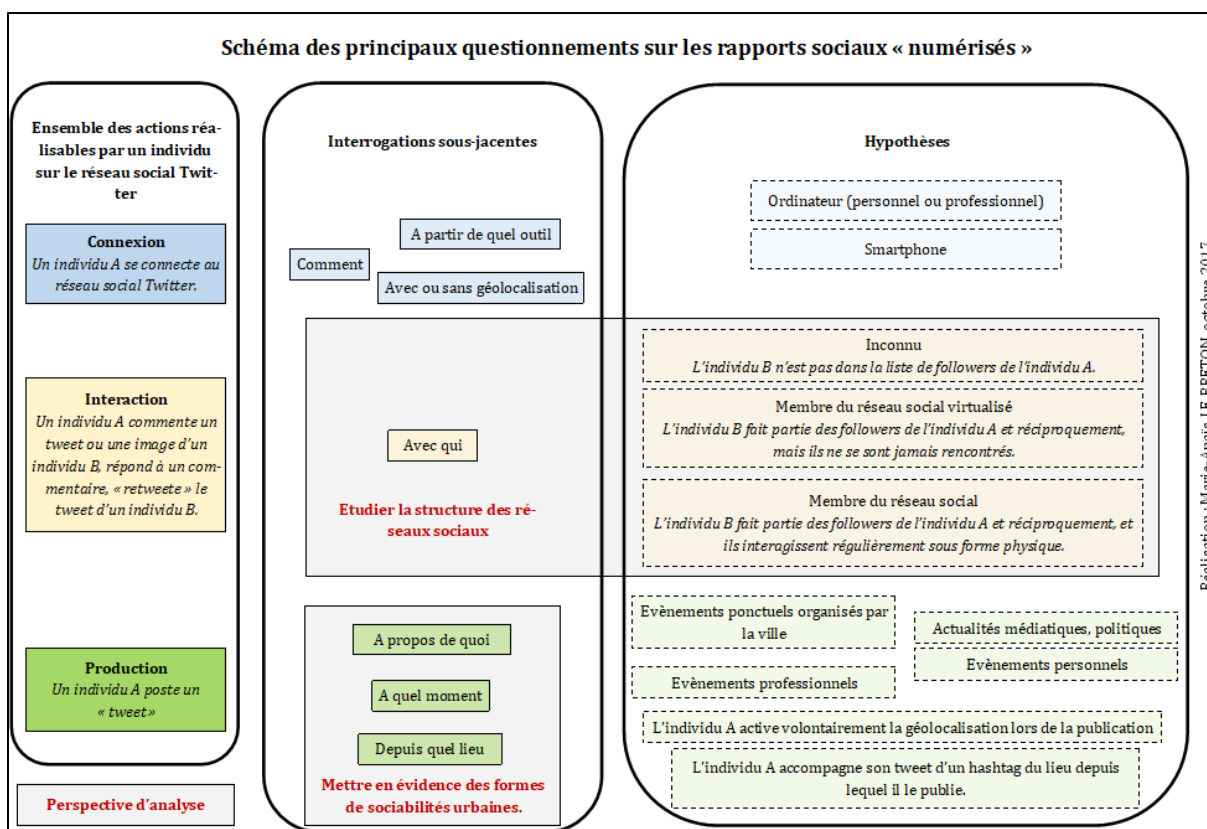 Schéma des principaux questionnements sur les rapports sociaux « numérisés »
Ensemble des actions réa-
lisables par un individu
sur le réseau social Twit-
ter
Connexion
Un individu A se connecte au
réseau social Twitter.
Interaction
Un individu A commente un
tweet ou une image d'un
individu B, répond à un com-
mentaire, « retweete » le
tweet d'un individu B.
Production
Un individu A poste un
« tweet»
Perspective d'analyse
Interrogations sous-jacentes
A partir de quel outil
Comment
Avec ou sans géolocalisation
Avec qui
Etudier la structure des ré-
seaux sociaux
A propos de quoi
A quel moment
Depuis quel lieu
Mettre en évidence des formes
de sociabilités urbaines.
Hypothèses
Ordinateur (personnel ou professionnel)
Smartphone
Inconnu
L'individu B n'est pas dans la liste de followers de l'individu A.
Membre du réseau social virtualisé
L'individu B fait partie des followers de l'individu A et réciproquement,
mais ils ne se sont jamais rencontrés.
Membre du réseau social
L'individu B fait partie des followers de l'individu A et réciproquement, et
ils interagissent régulièrement sous forme physique.
Evènements ponctuels organisés par
la ville
Actualités médiatiques, politiques
Evènements personnels
Evènements professionnels
L'individu A active volontairement la géolocalisation lors de la publication
L'individu A accompagne son tweet d'un hashtag du lieu depuis
lequel il le publie.
Réalisation : Marie-Anaïs LE BRETON, octobre 2017